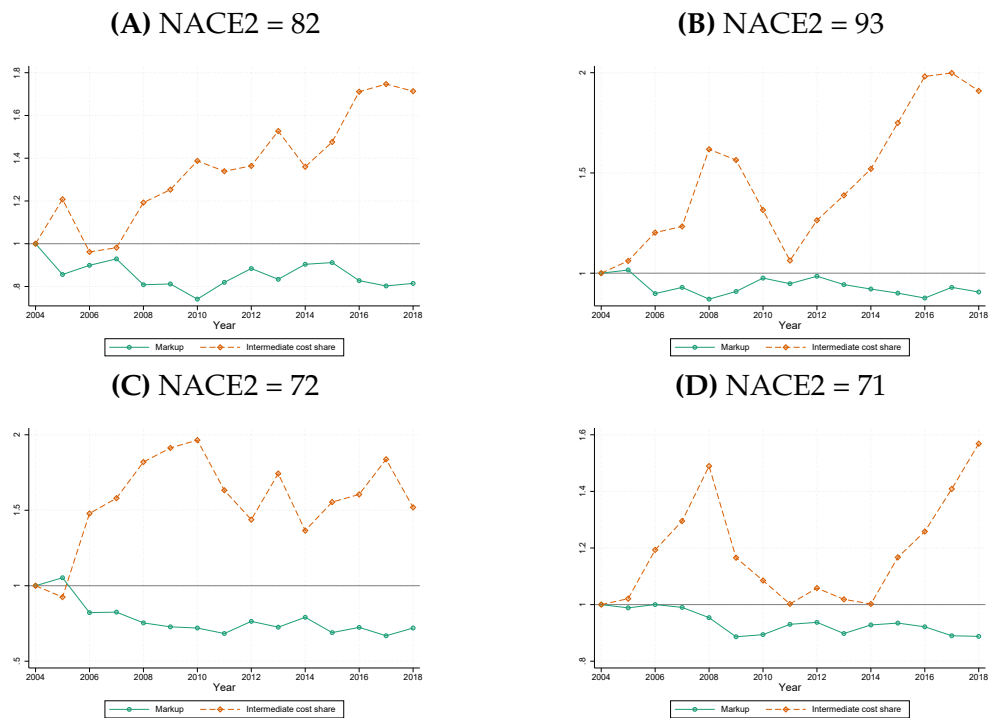 (A) NACE2 = 82
(B) NACE2 = 93
1.8
1.6
1.4
1.2
1
.8
2004 2006 2008 2010 2012 2014 2016 2018
Year
Markup Intermediate cost share
2
1.5
1
2004 2006 2008 2010 2012 2014 2016 2018
Year
Markup Intermediate cost share
(C) NACE2 = 72
(D) NACE2 = 71
2
1.5
1
.5
2004 2006 2008 2010 2012 2014 2016 2018
Year
Markup Intermediate cost share
1.6
1.4
1.2
1
.8
2004 2006 2008 2010 2012 2014 2016 2018
Year
Markup Intermediate cost share